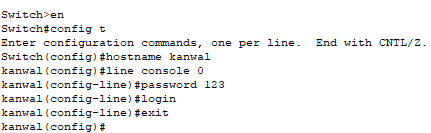 Switch>en
Switch#config t
Enter configuration commands, one per line.  End with CNTL/Z.
Switch(config)#hostname kanwal
kanwal(config)#line console 0
kanwal(config-line)#password 123
kanwal(config-line)#login
kanwal(config-line)#exit
kanwal(config)#